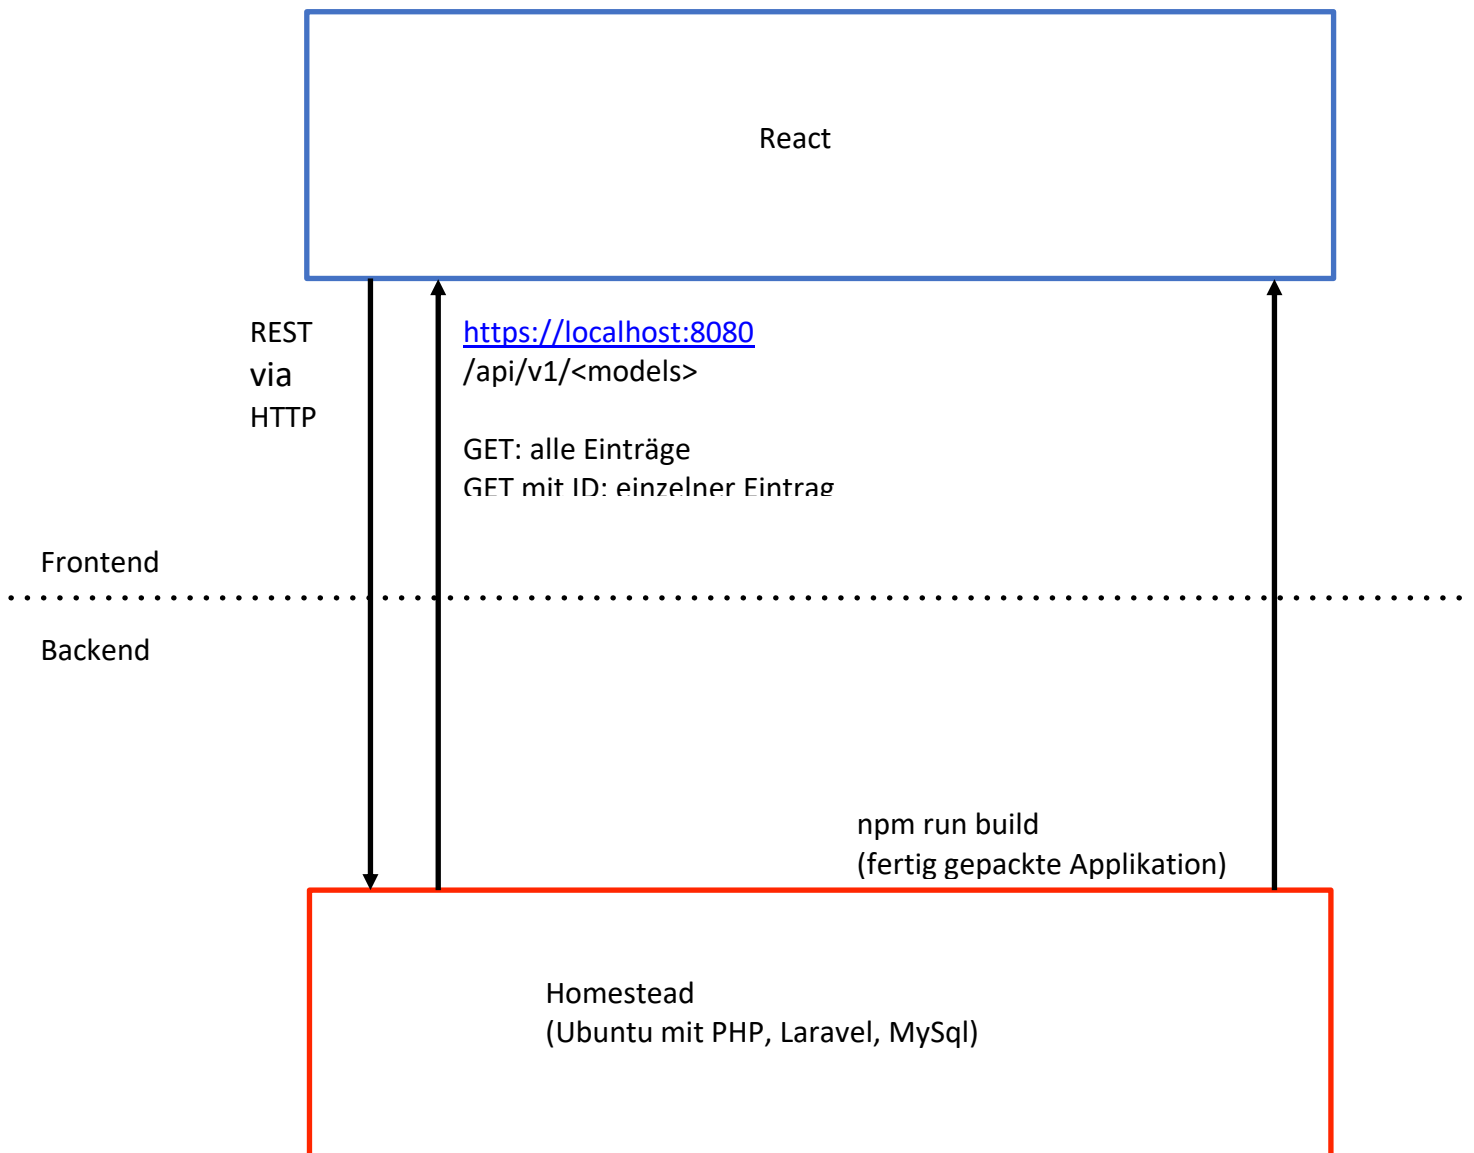 React
REST
via
HTTP
https://localhost:8080
/api/v1/<models>
GET: alle Einträge
GET mit ID: einzelner Eintrag
Frontend
Backend
npm run build
(fertig gepackte Applikation)
Homestead
(Ubuntu mit PHP, Laravel, MySql)